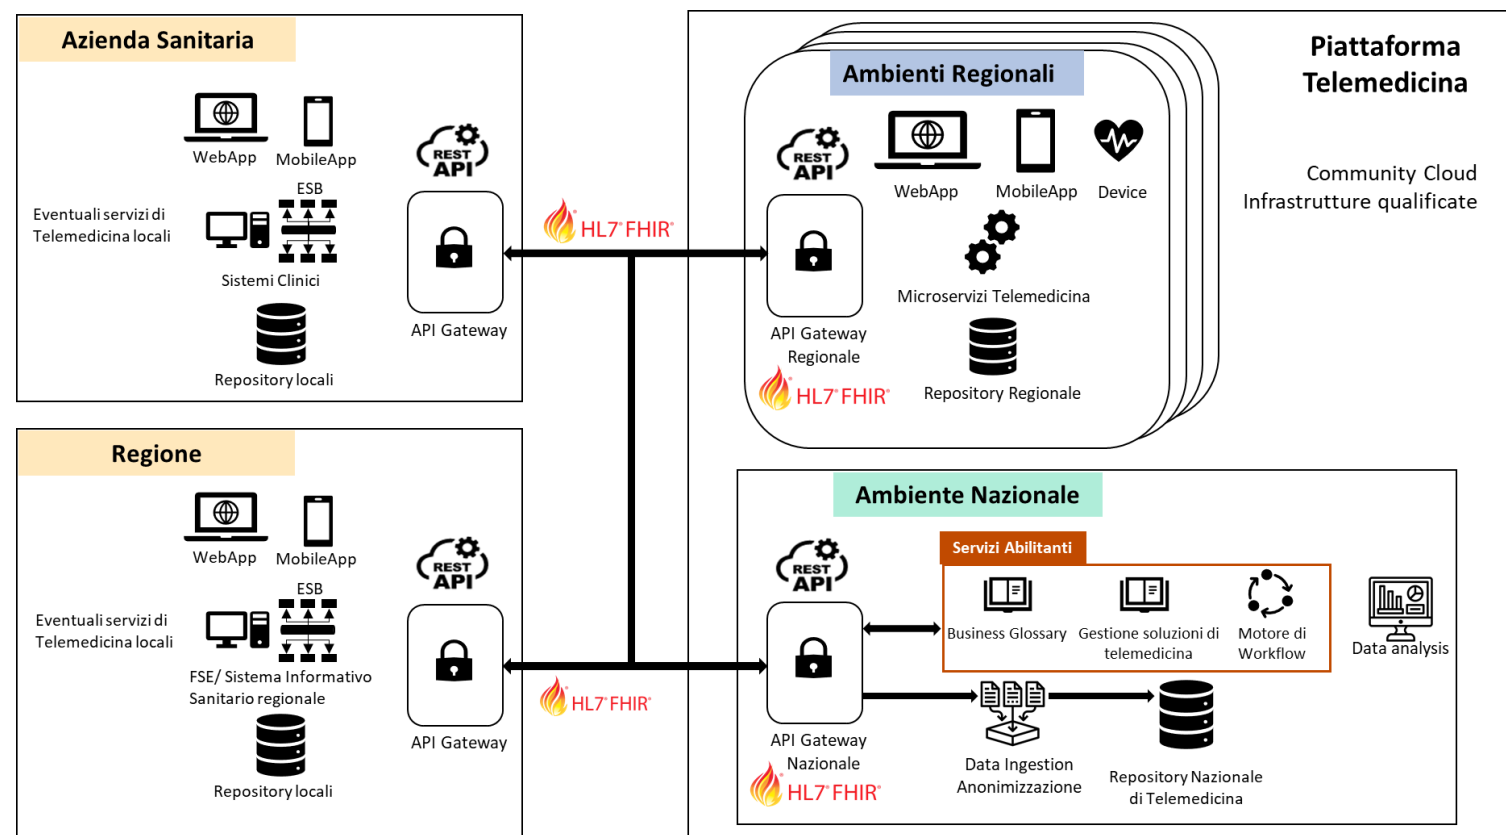 Azienda Sanitaria
WebApp
MobileApp
REST
API
ESB
Eventuali servizi di
Telemedicina locali
Sistemi Clinici
API Gateway
Repository locali
HL7® FHIR®
Piattaforma
Telemedicina
Community Cloud
Infrastrutture qualificate
Ambienti Regionali
REST
API
WebApp
MobileApp
Device
Microservizi Telemedicina
API Gateway
Regionale
HL7® FHIR®
Repository Regionale
Regione
WebApp
MobileApp
REST
API
ESB
Eventuali servizi di
Telemedicina locali
FSE/ Sistema Informativo
Sanitario regionale
API Gateway
Repository locali
HL7® FHIR®
Ambiente Nazionale
REST
API
Servizi Abilitanti
Business Glossary
Gestione soluzioni di
telemedicina
Motore di
Workflow
Data analysis
API Gateway
Nazionale
HL7® FHIR®
Data Ingestion
Anonimizzazione
Repository Nazionale
di Telemedicina